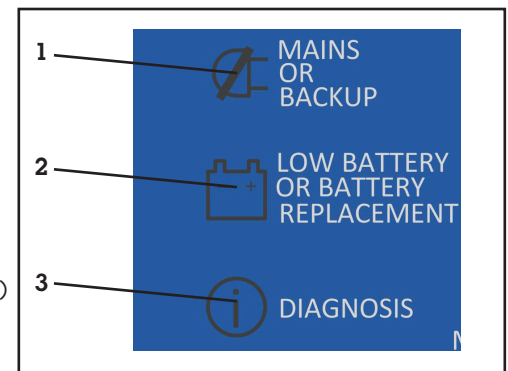 1
MAINS
OR
BACKUP
2
LOW BATTERY
OR BATTERY
REPLACEMENT
3
i
DIAGNOSIS